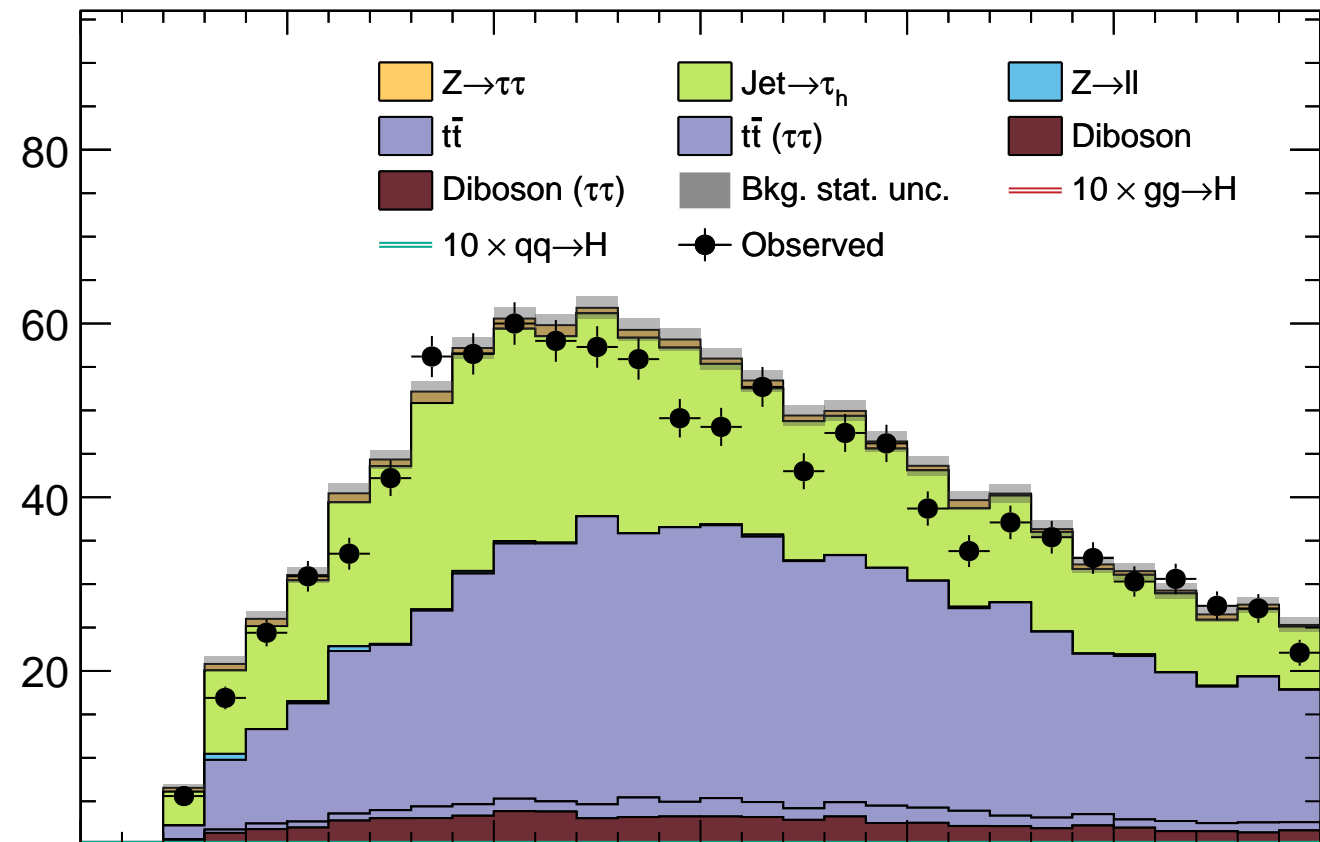 Z→ττ Jet→τh Z→ll
tt̄ tt̄ (ττ) Diboson
Diboson (ττ) Bkg. stat. unc. 10 × gg→H
10 × qq→H Observed
80
60
40
20